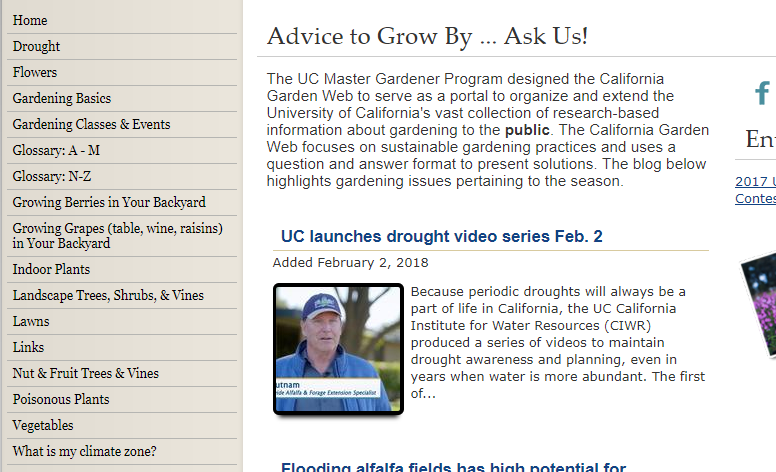 Home
Drought
Flowers
Gardening Basics
Gardening Classes & Events
Glossary: A - M
Glossary: N-Z
Growing Berries in Your Backyard
Growing Grapes (table, wine, raisins)
in Your Backyard
Indoor Plants
Landscape Trees, Shrubs, & Vines
Lawns
Links
Nut & Fruit Trees & Vines
Poisonous Plants
Vegetables
What is my climate zone?
Advice to Grow By ... Ask Us!
The UC Master Gardener Program designed the California
Garden Web to serve as a portal to organize and extend the
University of California's vast collection of research-based
information about gardening to the public. The California Garden
Web focuses on sustainable gardening practices and uses a
question and answer format to present solutions. The blog below
highlights gardening issues pertaining to the season.
UC launches drought video series Feb. 2
Added February 2, 2018
Because periodic droughts will always be a
part of life in California, the UC California
Institute for Water Resources (CIWR)
produced a series of videos to maintain
drought awareness and planning, even in
years when water is more abundant. The first
of...
utnam
ide Alfalfa & Forage Extension Specialist
Flooding alfalfa fields has high potential for
f
2017 U
Contes